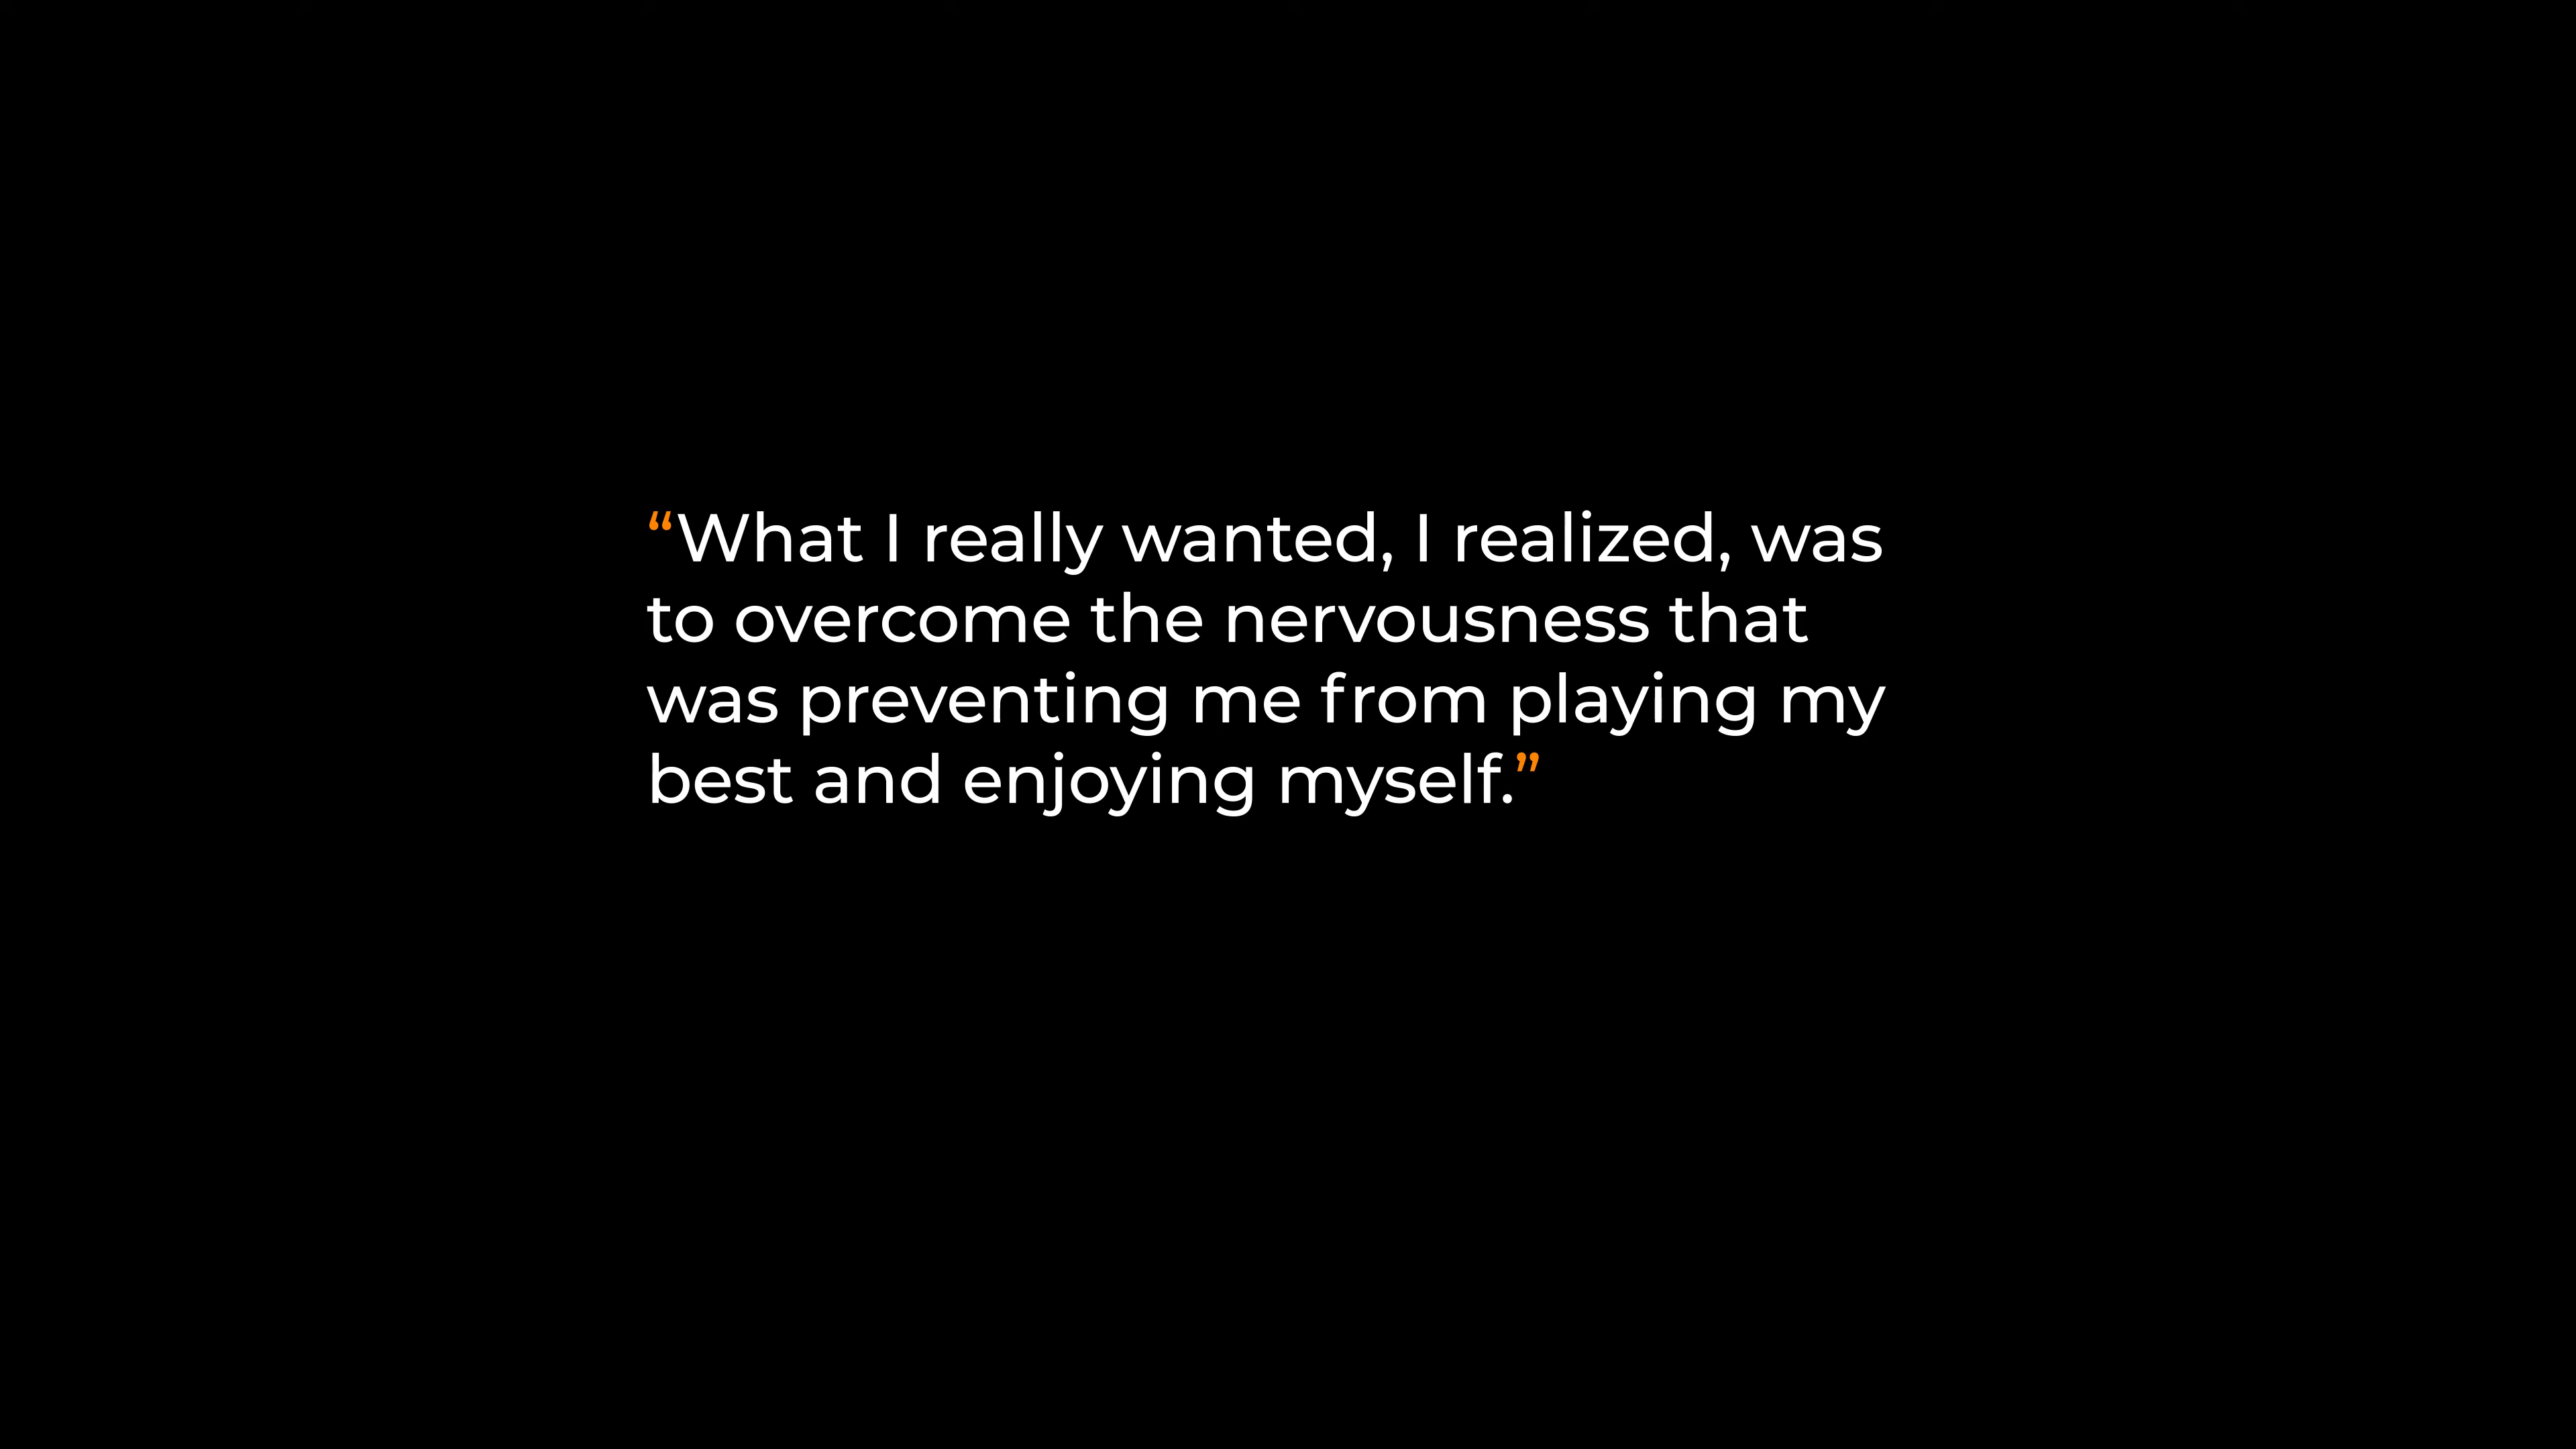 “What I really wanted, I realized, was
to overcome the nervousness that
was preventing me from playing my
best and enjoying myself.”